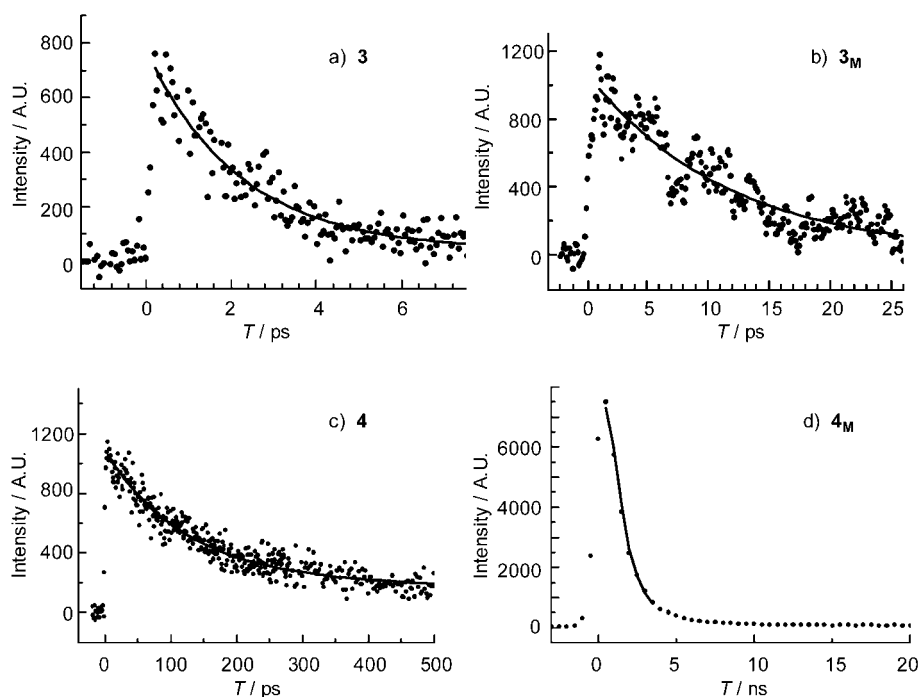 a) 3
Intensity / A.U.
800
600
400
200
0
0 2 4 6
T / ps
b) 3M
Intensity / A.U.
1200
800
400
0
0 5 10 15 20 25
T / ps
c) 4
Intensity / A.U.
1200
800
400
0
0 100 200 300 400 500
T / ps
d) 4M
Intensity / A.U.
6000
4000
2000
0
0 5 10 15 20
T / ns